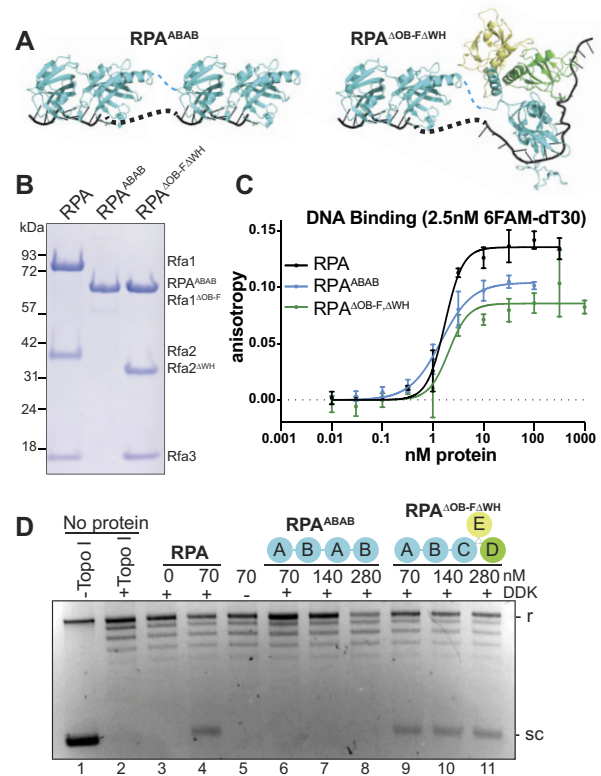 A
RPA^ABAB
RPA^ΔOB-FΔWH
B
RPA
RPA^ABAB
RPA^ΔOB-FΔWH
kDa
93
72
57
42
31
24
18
Rfa1
RPA^ABAB
Rfa1^ΔOB-F
Rfa2
Rfa2^ΔWH
Rfa3
C
DNA Binding (2.5nM 6FAM-dT30)
anisotropy
0.15
0.10
0.05
0.00
RPA
RPA^ABAB
RPA^ΔOB-F,ΔWH
0.001 0.01 0.1 1 10 100 1000
nM protein
D
No protein
-Topo I
+Topo I
RPA
RPA^ABAB
A B A B
RPA^ΔOB-FΔWH
E
A B C D
0 70 70 70 140 280 70 140 280 nM
+ + - + + + + + + DDK
r
sc
1 2 3 4 5 6 7 8 9 10 11